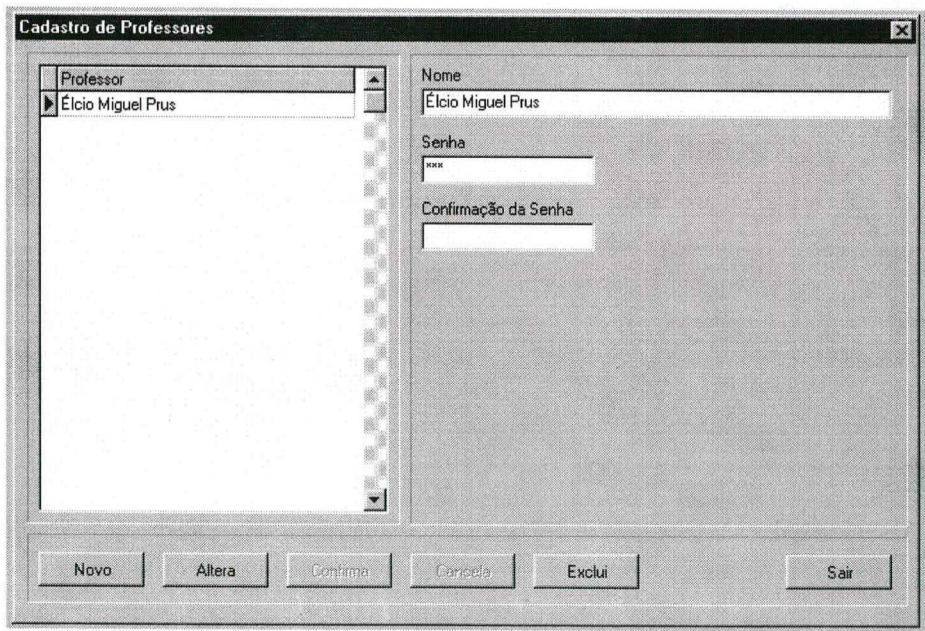 Cadastro de Professores
Professor
Élcio Miguel Prus
Nome
Élcio Miguel Prus
Senha
***
Confirmação da Senha
Novo Altera Confirma Cancela Exclui Sair